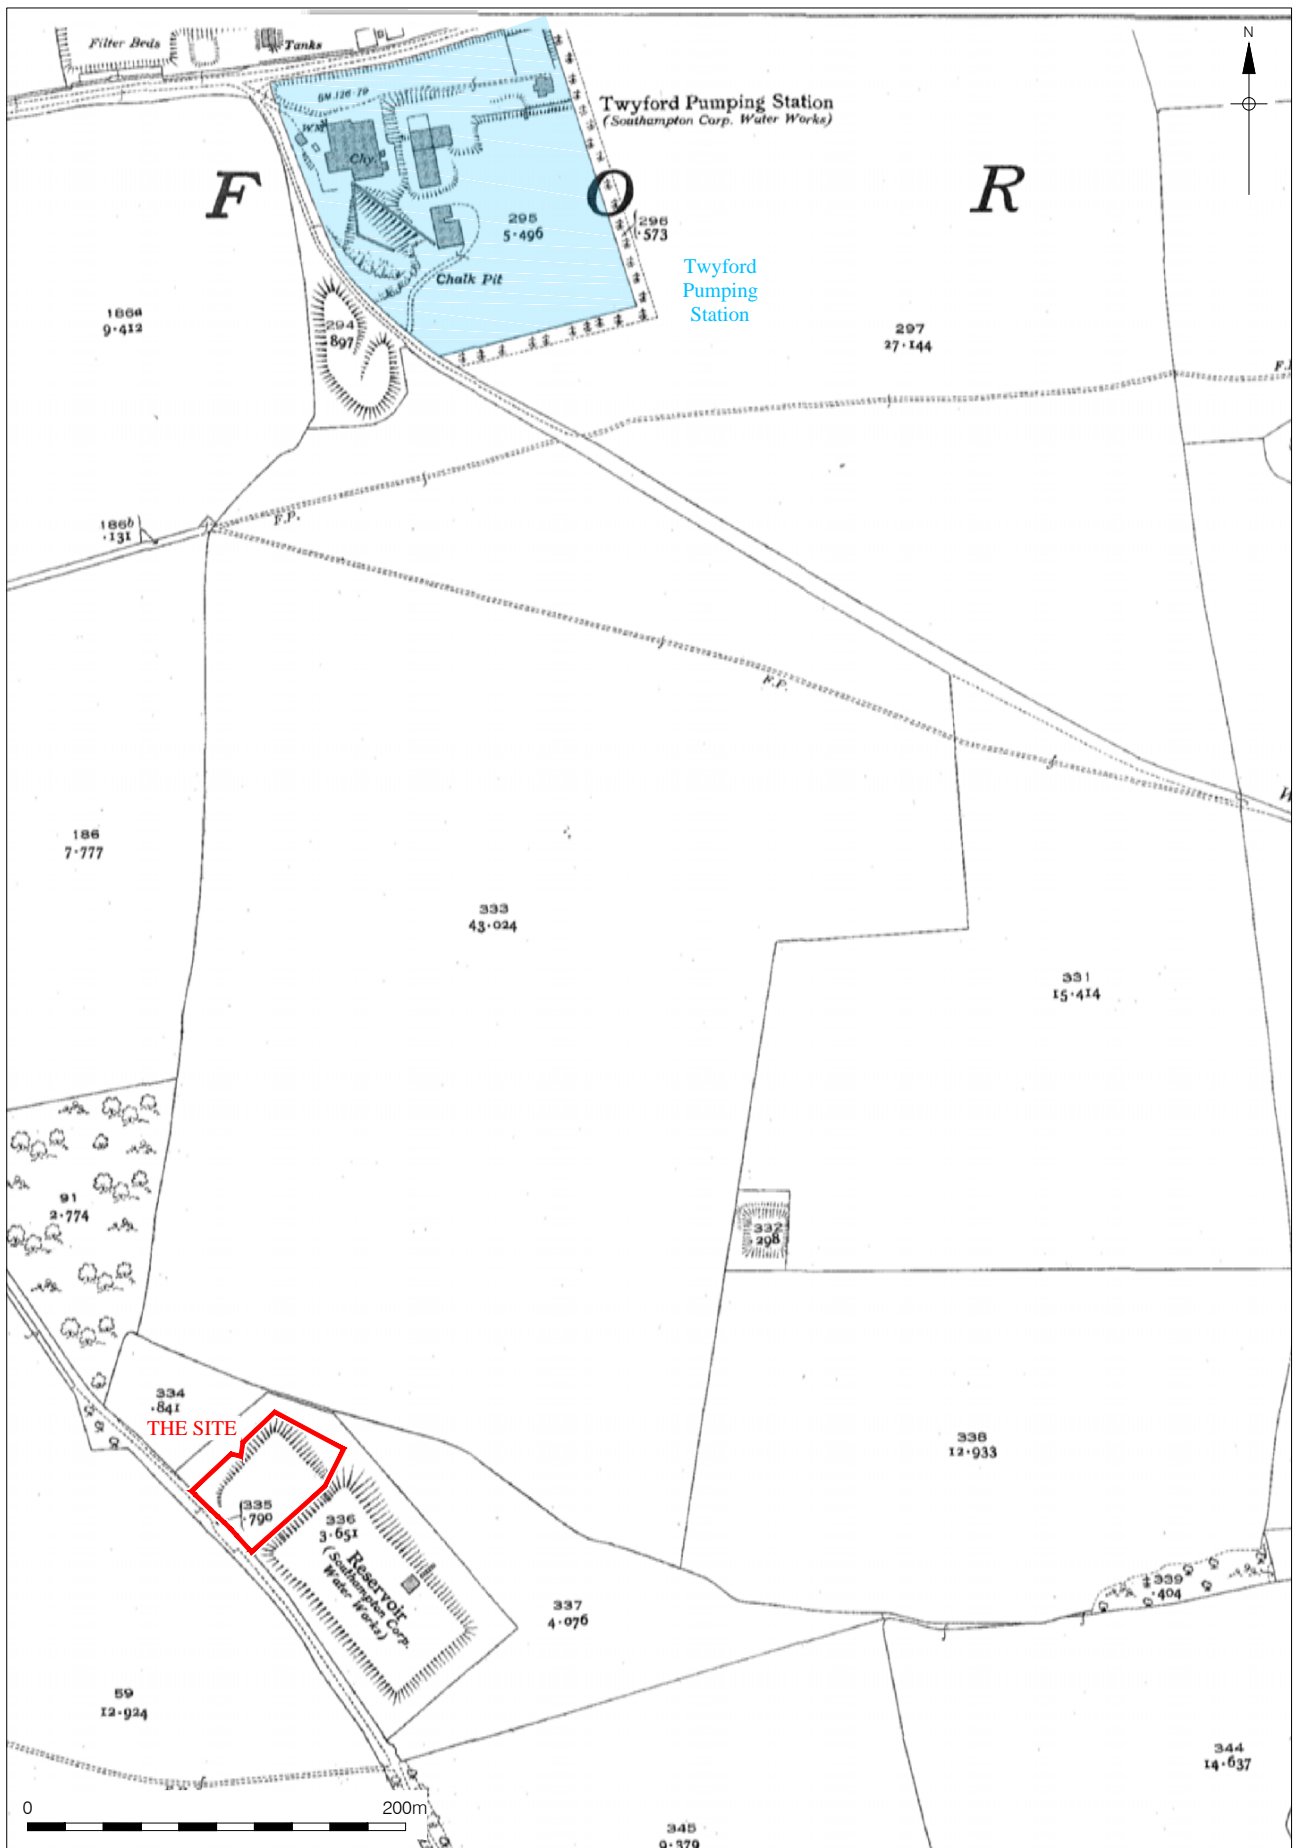 N
Filter Beds
Tanks
BM.126·79
Twyford Pumping Station
(Southampton Corp. Water Works)
W.M
Chy.
F O R
295
5·496
296
·573
Twyford
Pumping
Station
Chalk Pit
186a
9·412
294
897
297
27·144
F.P.
186b
·131
F.P.
W
186
7·777
333
43·024
331
15·414
91
2·774
332
·298
334
·841
THE SITE
338
12·933
335
·790
336
3·651
Reservoir
(Southampton Corp.
Water Works)
339
·404
337
4·076
59
12·924
344
14·637
0
200m
345
9·379